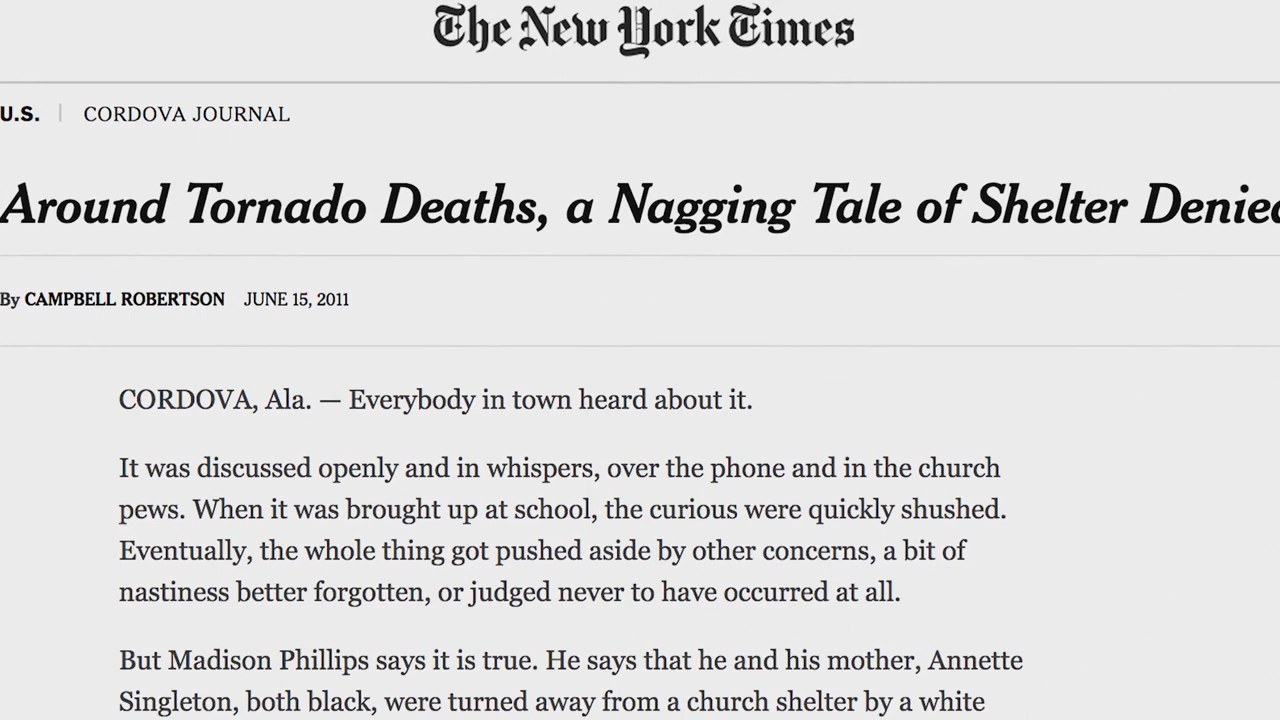 The New York Times
U.S. | CORDOVA JOURNAL
Around Tornado Deaths, a Nagging Tale of Shelter Denied
By CAMPBELL ROBERTSON JUNE 15, 2011
CORDOVA, Ala. — Everybody in town heard about it.
It was discussed openly and in whispers, over the phone and in the church
pews. When it was brought up at school, the curious were quickly shushed.
Eventually, the whole thing got pushed aside by other concerns, a bit of
nastiness better forgotten, or judged never to have occurred at all.
But Madison Phillips says it is true. He says that he and his mother, Annette
Singleton, both black, were turned away from a church shelter by a white